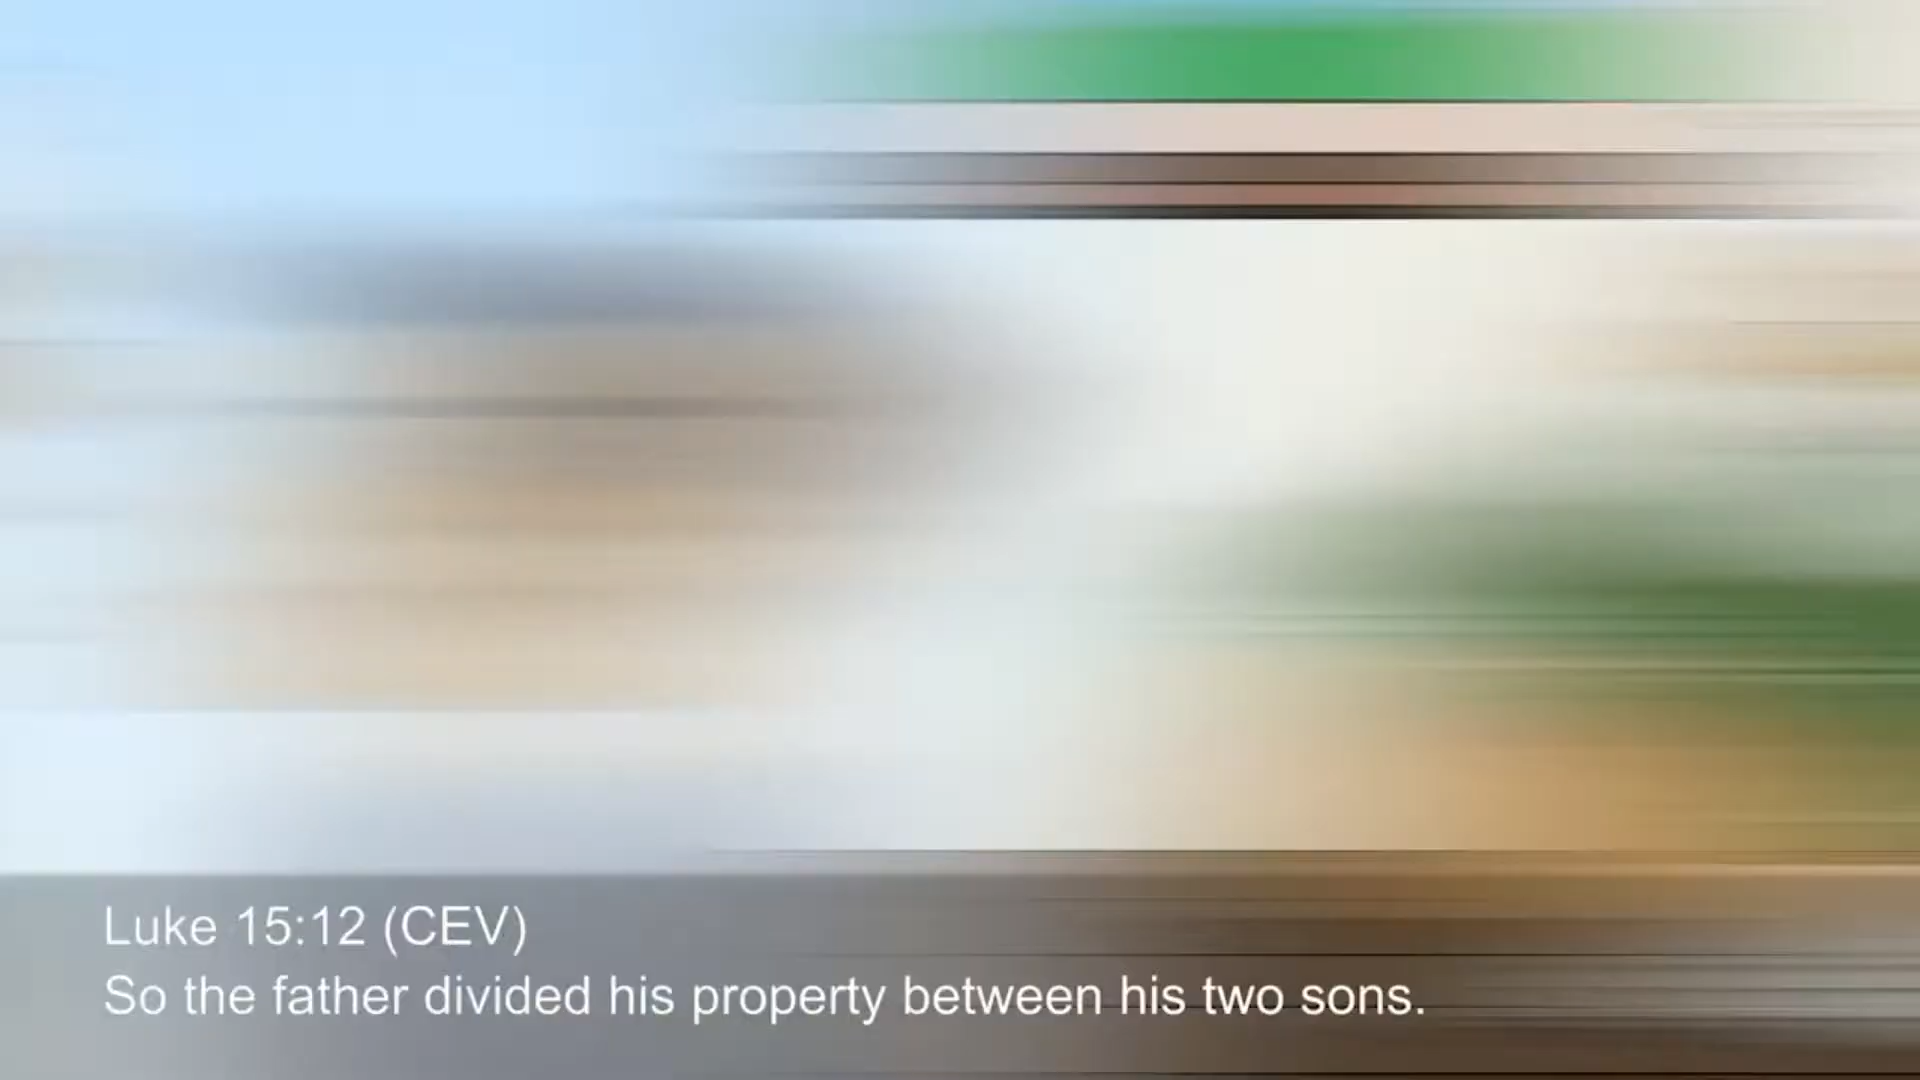 Luke 15:12 (CEV)
So the father divided his property between his two sons.